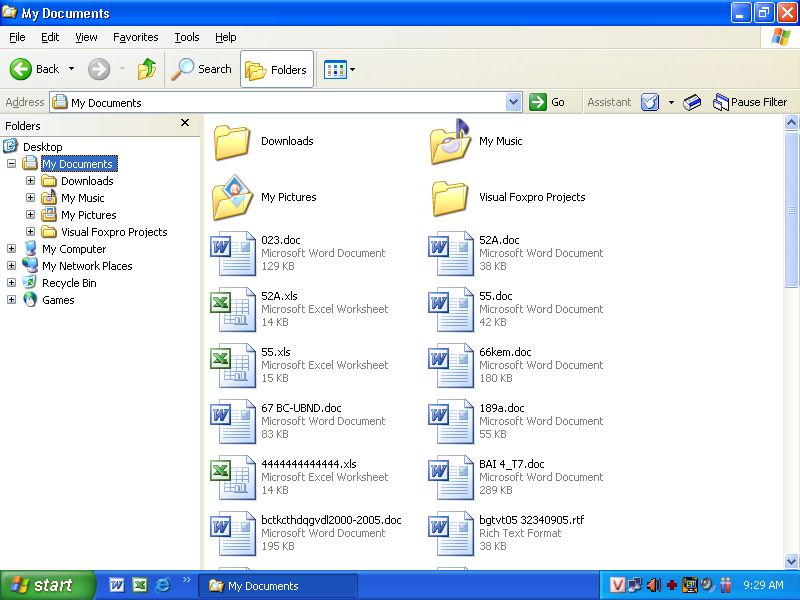 My Documents
File Edit View Favorites Tools Help
Back Search Folders
Address My Documents Go Assistant Pause Filter
Folders
Desktop
My Documents
Downloads
My Music
My Pictures
Visual Foxpro Projects
My Computer
My Network Places
Recycle Bin
Games
Downloads
My Music
My Pictures
Visual Foxpro Projects
023.doc
Microsoft Word Document
129 KB
52A.doc
Microsoft Word Document
38 KB
52A.xls
Microsoft Excel Worksheet
14 KB
55.doc
Microsoft Word Document
42 KB
55.xls
Microsoft Excel Worksheet
15 KB
66kem.doc
Microsoft Word Document
180 KB
67 BC-UBND.doc
Microsoft Word Document
83 KB
189a.doc
Microsoft Word Document
55 KB
4444444444444.xls
Microsoft Excel Worksheet
14 KB
BAI 4_T7.doc
Microsoft Word Document
289 KB
bctkcthdqgvdl2000-2005.doc
Microsoft Word Document
195 KB
bgtvt05 32340905.rtf
Rich Text Format
38 KB
start My Documents 9:29 AM